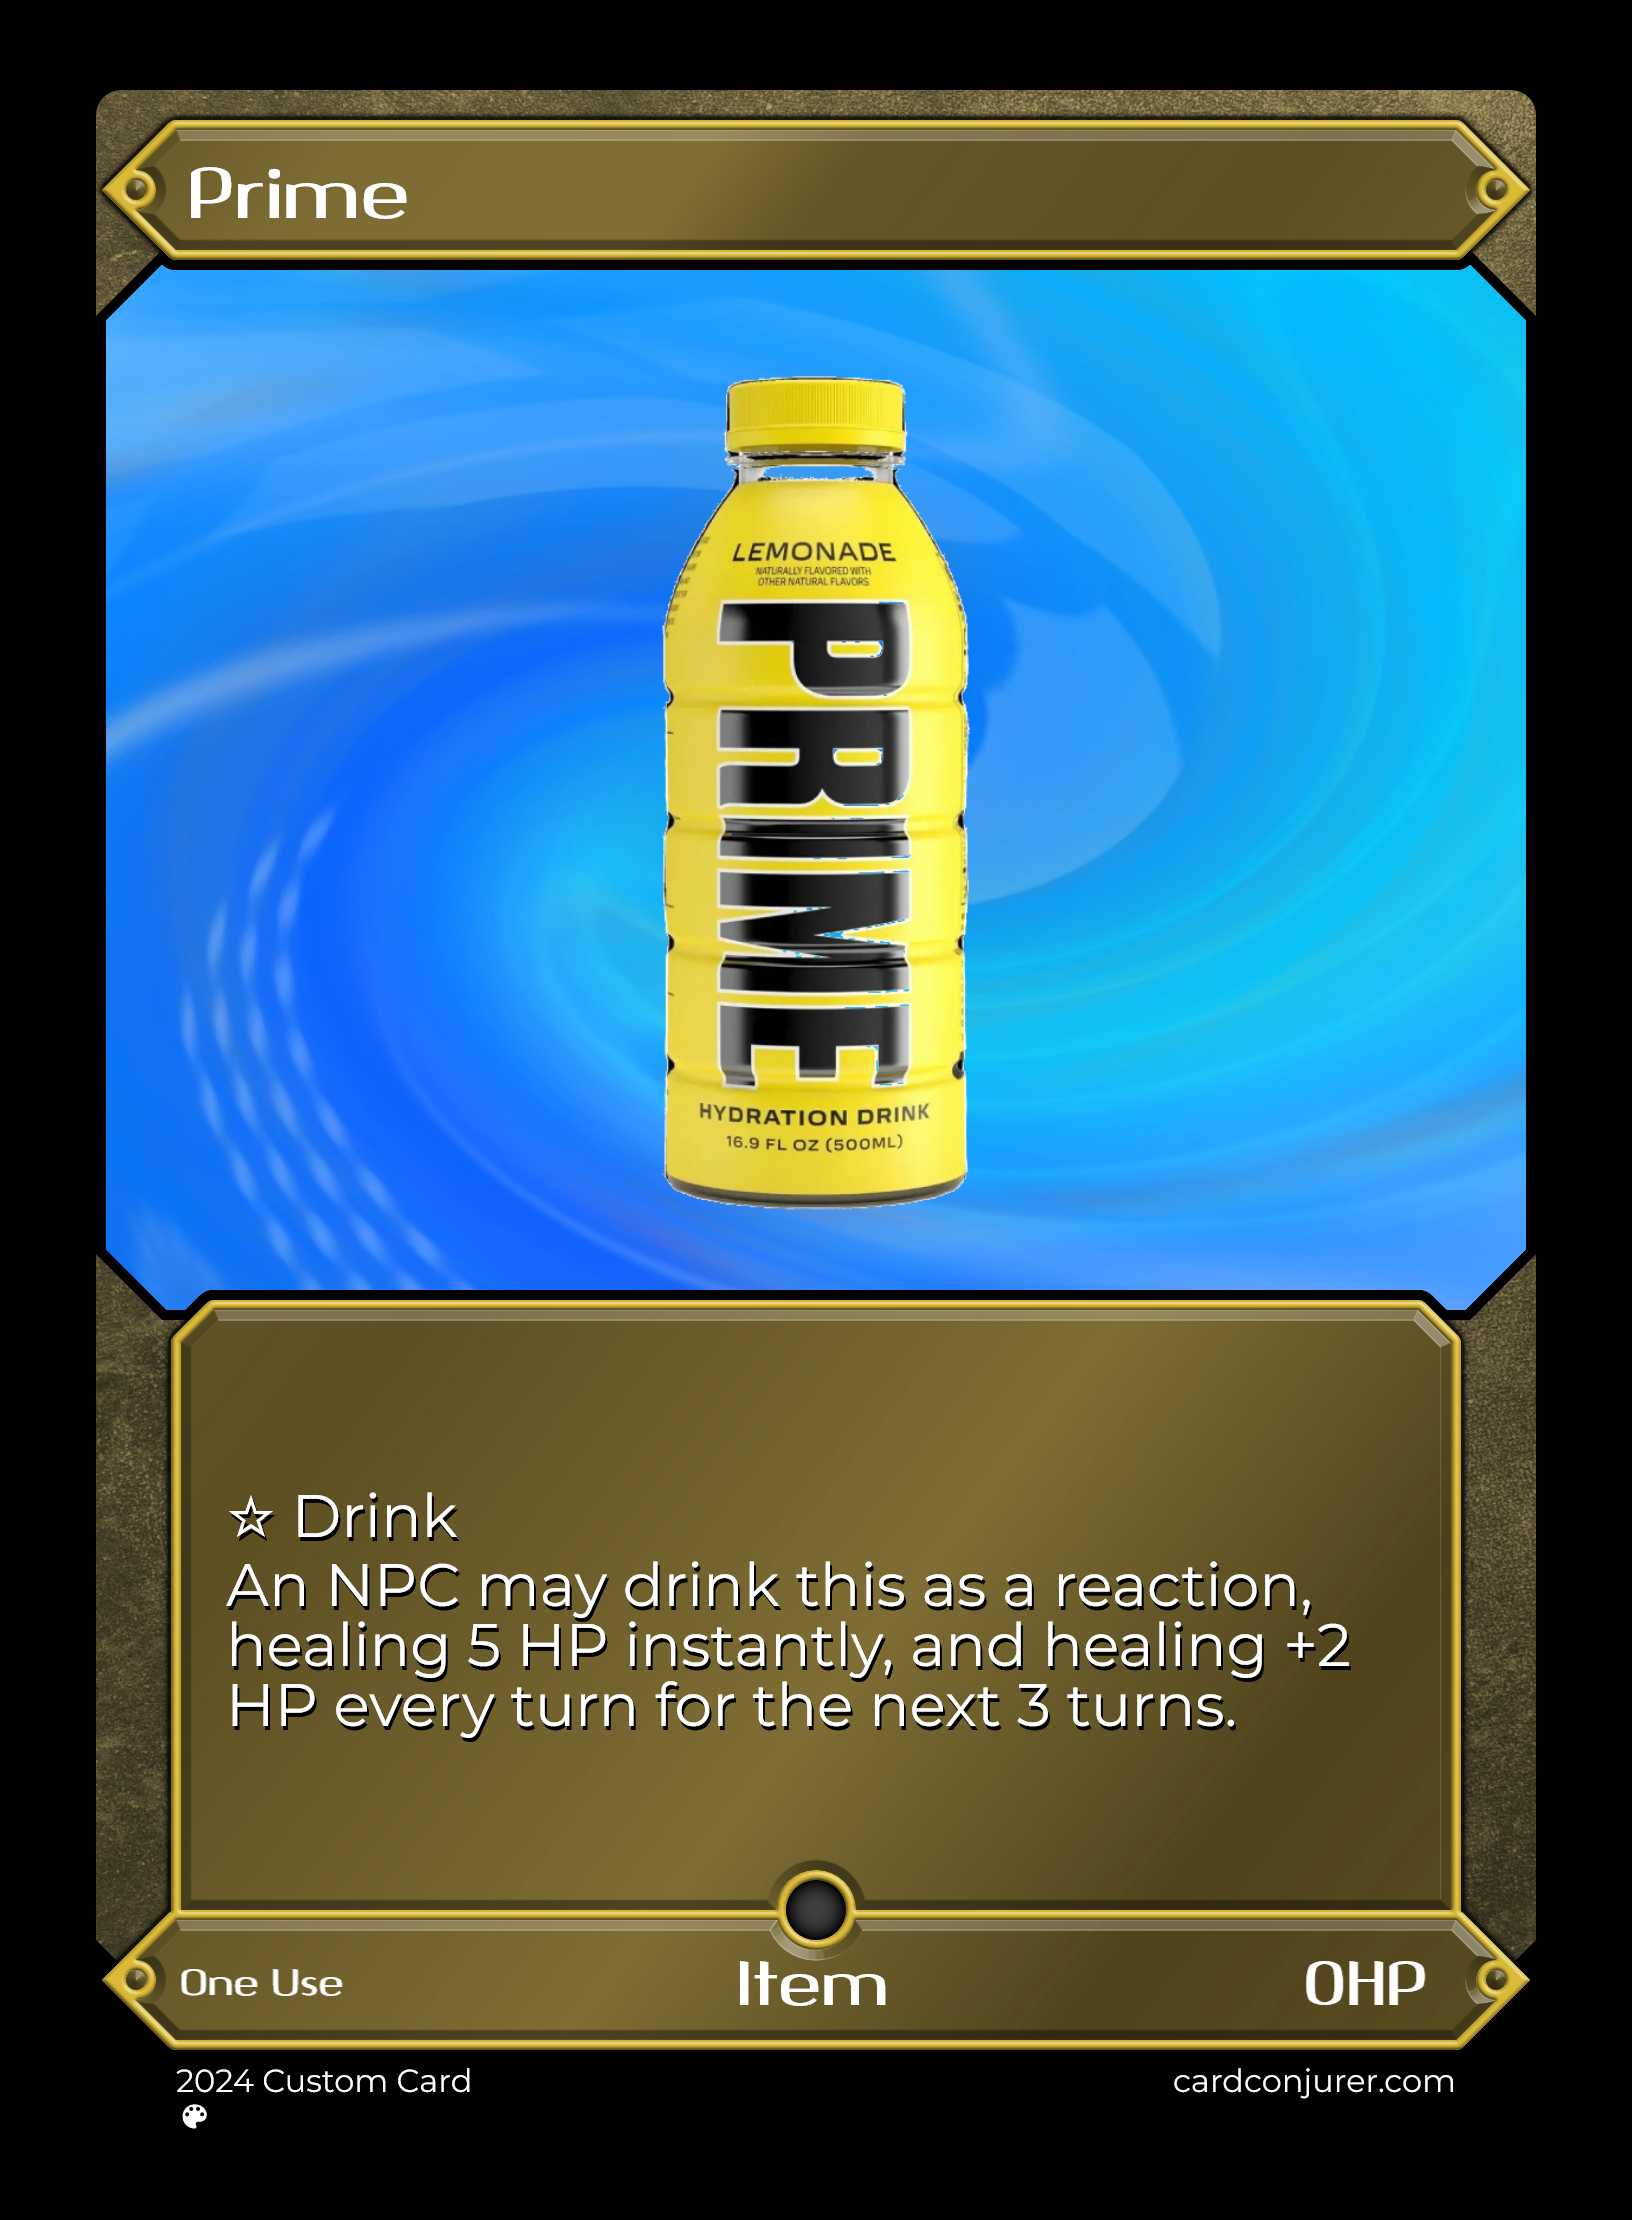 Prime
LEMONADE
NATURALLY FLAVORED WITH
OTHER NATURAL FLAVORS
PRIME
HYDRATION DRINK
16.9 FL OZ (500ML)
☆ Drink
An NPC may drink this as a reaction,
healing 5 HP instantly, and healing +2
HP every turn for the next 3 turns.
One Use
Item
0HP
2024 Custom Card
cardconjurer.com